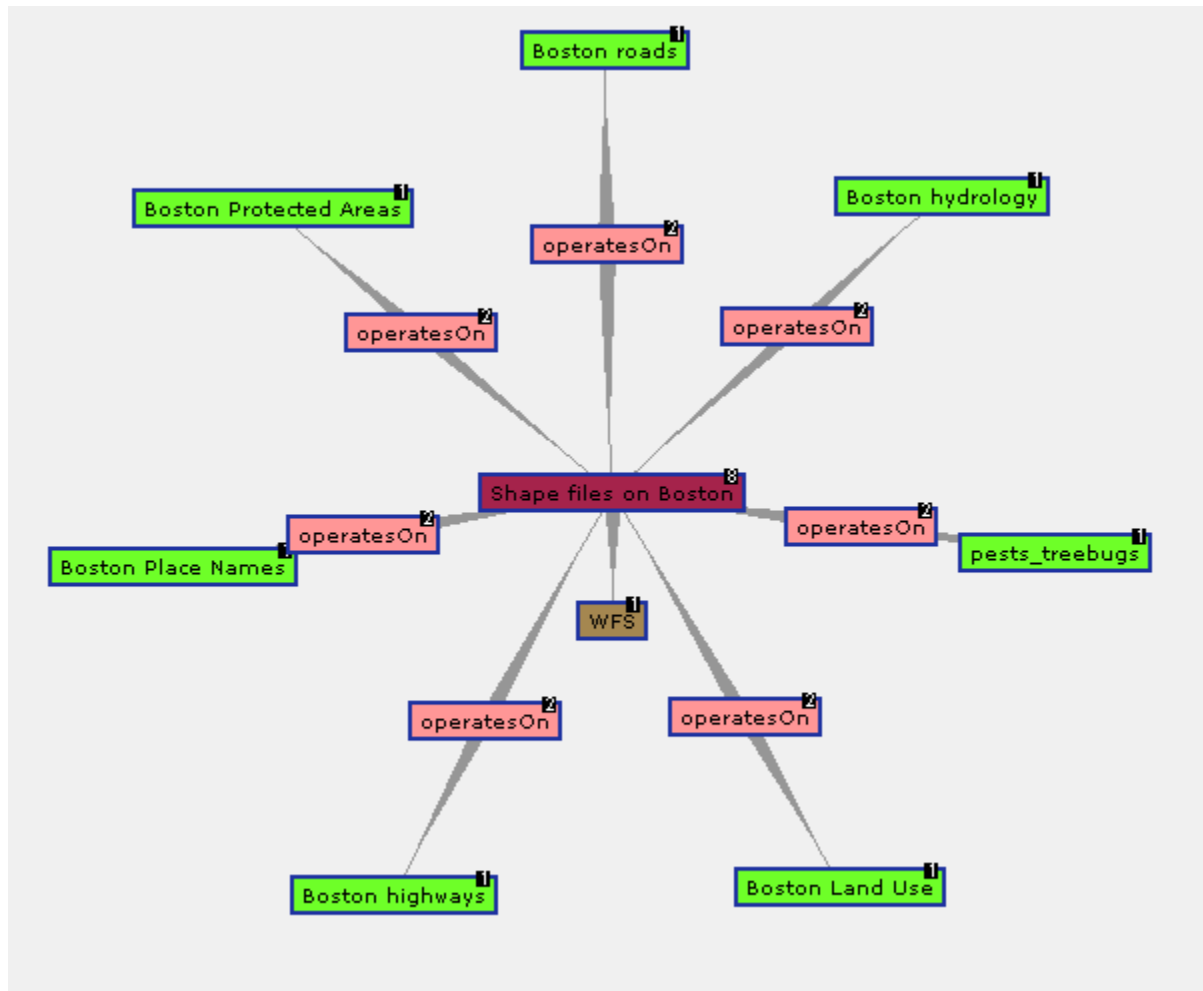 1
Boston roads
1
Boston Protected Areas
1
Boston hydrology
2
operatesOn
2
operatesOn
2
operatesOn
8
Shape files on Boston
2
operatesOn
2
operatesOn
Boston Place Names
1
pests_treebugs
1
WFS
2
operatesOn
2
operatesOn
1
Boston highways
1
Boston Land Use